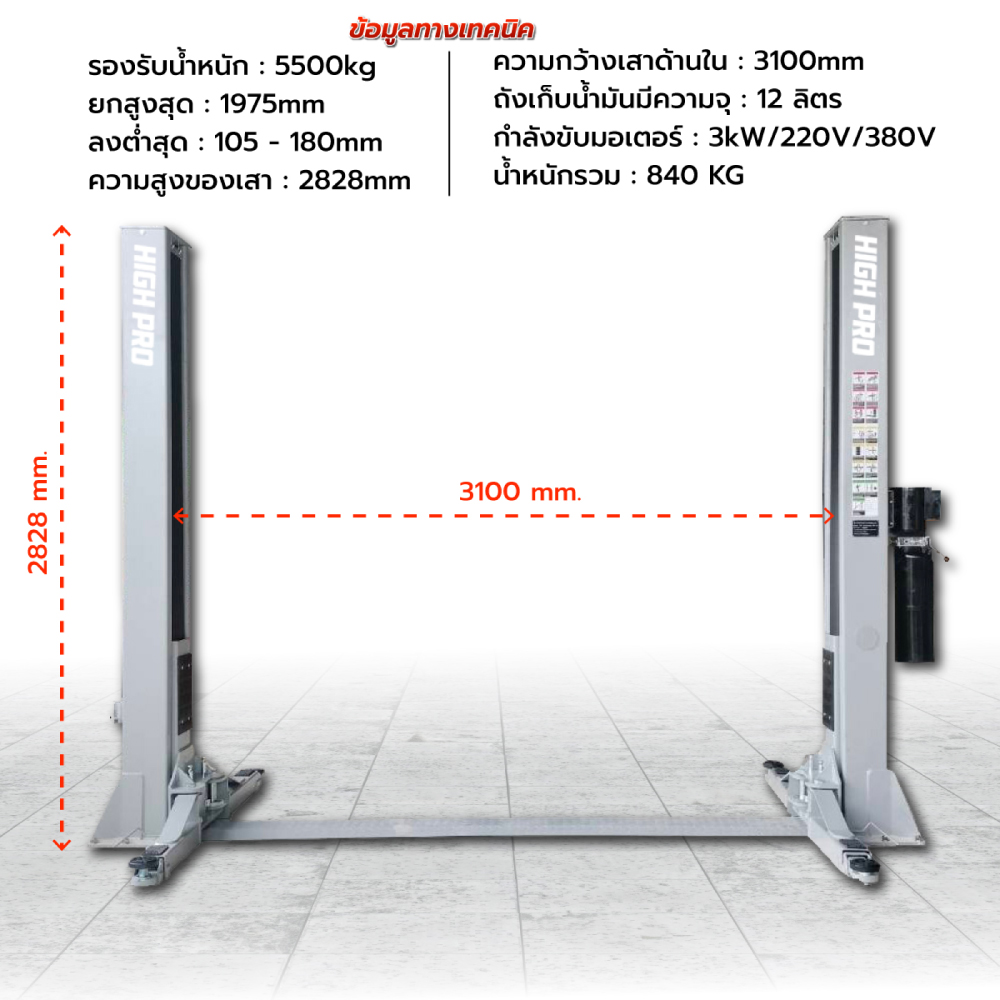 ข้อมูลทางเทคนิค
รองรับน้ำหนัก : 5500kg
ยกสูงสุด : 1975mm
ลงต่ำสุด : 105 - 180mm
ความสูงของเสา : 2828mm
ความกว้างเสาด้านใน : 3100mm
ถังเก็บน้ำมันมีความจุ : 12 ลิตร
กำลังขับมอเตอร์ : 3kW/220V/380V
น้ำหนักรวม : 840 KG
HIGH PRO
HIGH PRO
2828 mm.
3100 mm.